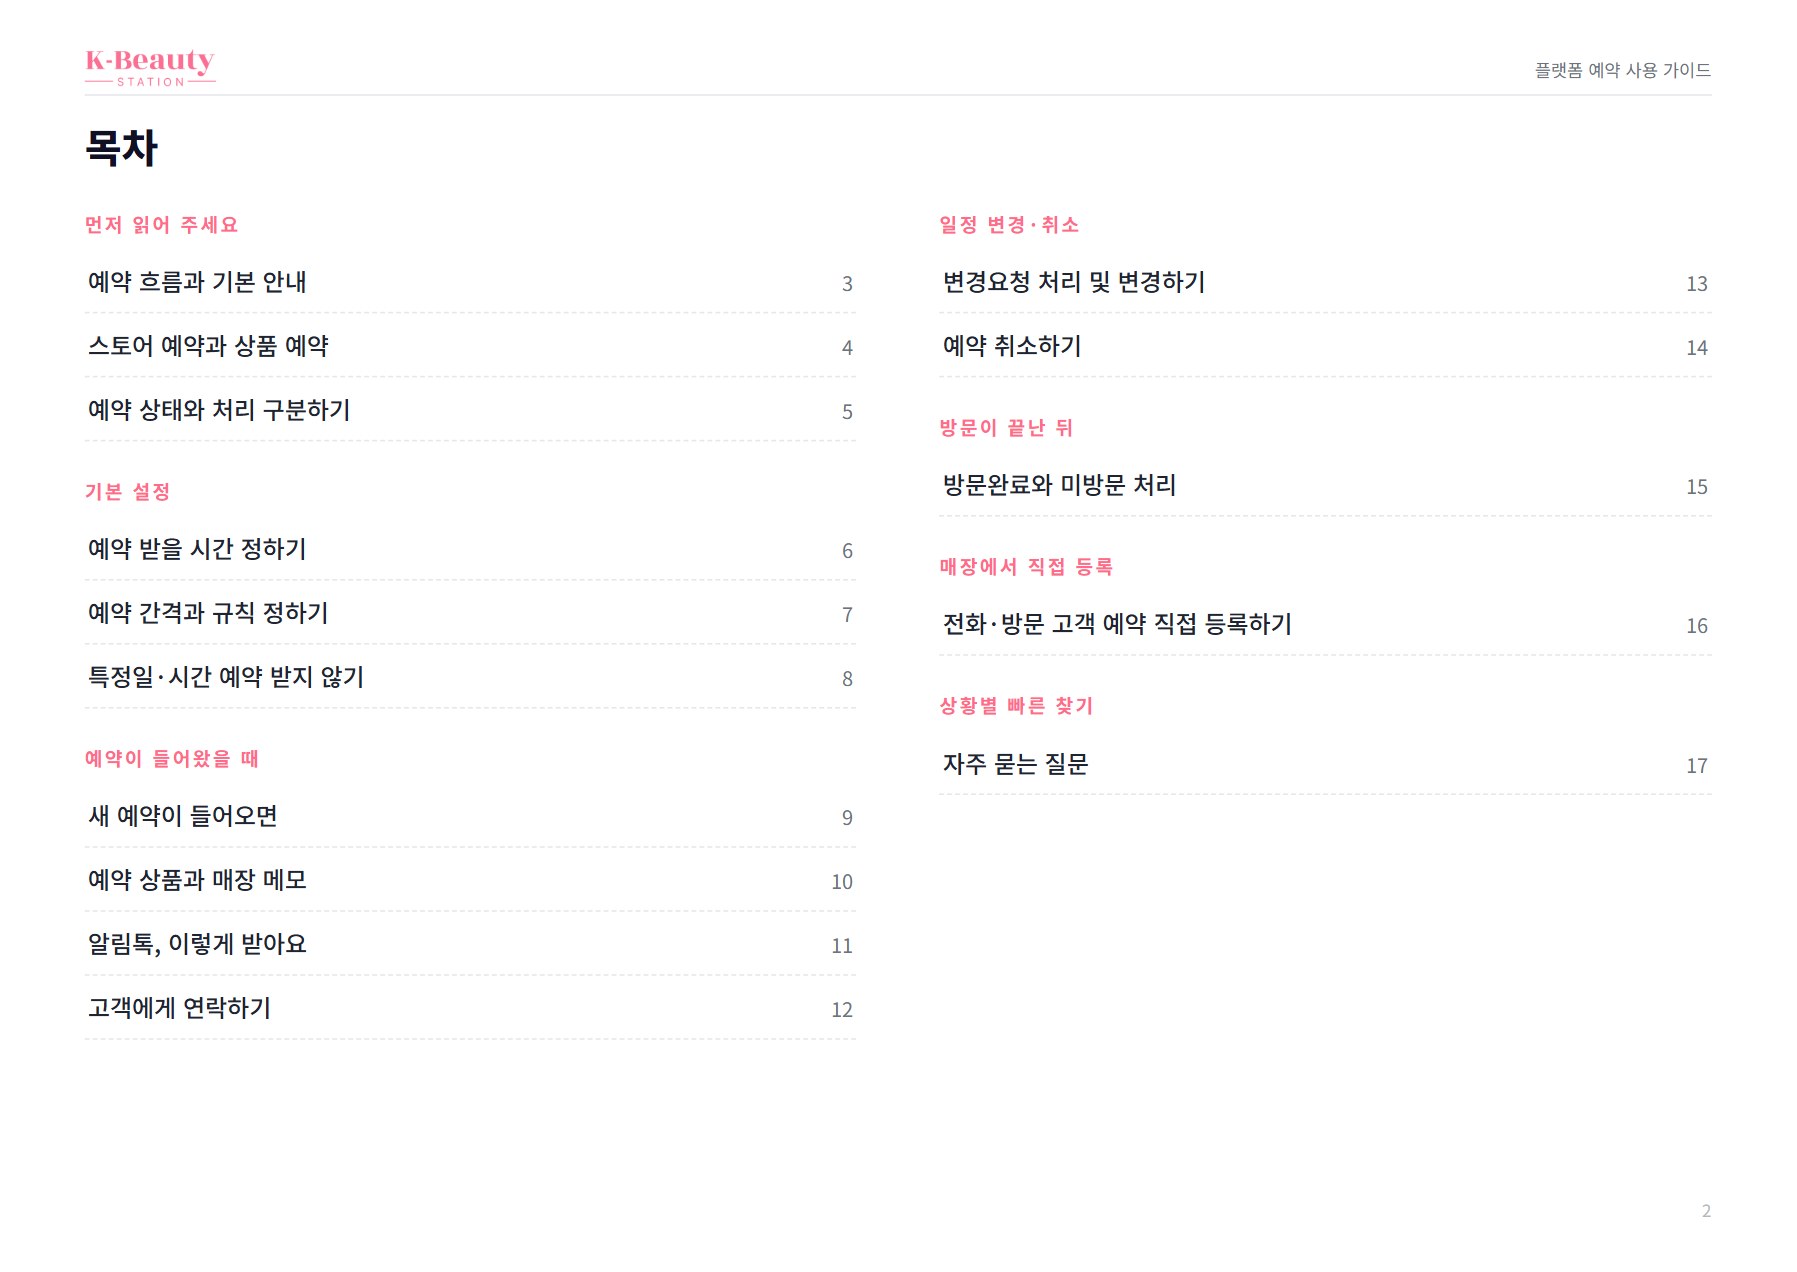 K-Beauty
STATION
플랫폼 예약 사용 가이드
목차
먼저 읽어 주세요
예약 흐름과 기본 안내 3
스토어 예약과 상품 예약 4
예약 상태와 처리 구분하기 5
기본 설정
예약 받을 시간 정하기 6
예약 간격과 규칙 정하기 7
특정일·시간 예약 받지 않기 8
예약이 들어왔을 때
새 예약이 들어오면 9
예약 상품과 매장 메모 10
알림톡, 이렇게 받아요 11
고객에게 연락하기 12
일정 변경·취소
변경요청 처리 및 변경하기 13
예약 취소하기 14
방문이 끝난 뒤
방문완료와 미방문 처리 15
매장에서 직접 등록
전화·방문 고객 예약 직접 등록하기 16
상황별 빠른 찾기
자주 묻는 질문 17
2